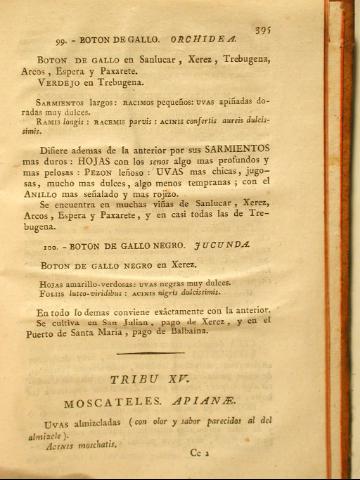 395
99. - BOTON DE GALLO. ORCHIDEA.
BOTON DE GALLO en Sanlucar, Xerez, Trebugena,
Arcos, Espera y Paxarete.
VERDEJO en Trebugena.
SARMIENTOS largos: RACIMOS pequeños: UVAS apiñadas do-
radas muy dulces.
RAMIS longis: RACEMIS parvis: ACINIS confertis aureis dulcis-
simis.
Difiere ademas de la anterior por sus SARMIENTOS
mas duros: HOJAS con los senos algo mas profundos y
mas pelosas: PEZON leñoso: UVAS mas chicas, jugo-
sas, mucho mas dulces, algo menos tempranas; con el
ANILLO mas señalado y mas rojizo.
Se encuentra en muchas viñas de Sanlucar, Xerez,
Arcos, Espera y Paxarete, y en casi todas las de Tre-
bugena.
100. - BOTON DE GALLO NEGRO. JUCUNDA.
BOTON DE GALLO NEGRO en Xerez.
HOJAS amarillo-verdosas: UVAS negras muy dulces.
FOLIIS luteo-viridibus: ACINIS nigris dulcissimis.
En todo lo demas conviene exâctamente con la anterior.
Se cultiva en San Julian, pago de Xerez, y en el
Puerto de Santa Maria, pago de Balbaina.
TRIBU XV.
MOSCATELES. APIANÆ.
UVAS almizcladas (con olor y sabor parecidos al del
almizcle).
ACINIS moschatis.
Cc 2